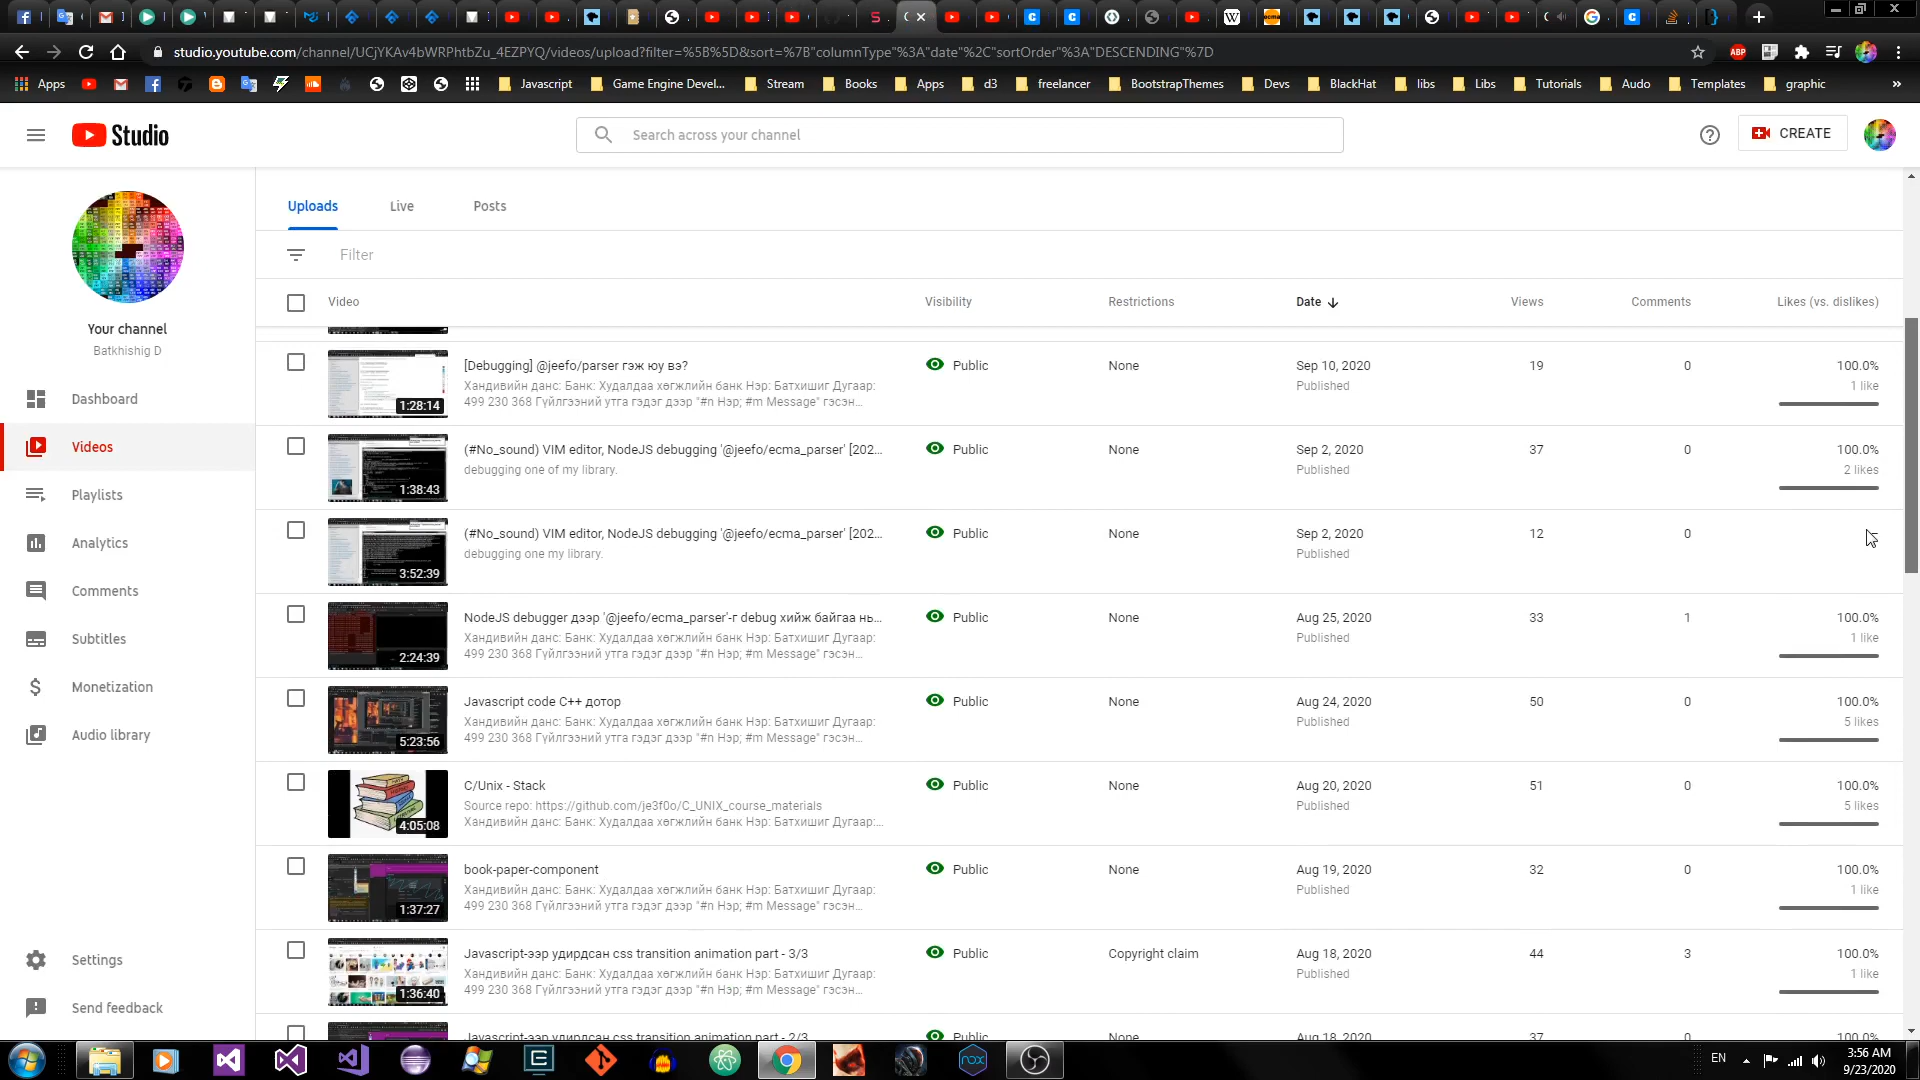 studio.youtube.com/channel/UCjYKAv4bWRPhtbZu_4EZPYQ/videos/upload?filter=%5B%5D&sort=%7B"columnType"%3A"date"%2C"sortOrder"%3A"DESCENDING"%7D
ABP
Apps
Javascript
Game Engine Devel...
Stream
Books
Apps
d3
freelancer
BootstrapThemes
Devs
BlackHat
libs
Libs
Tutorials
Audo
Templates
graphic
»
Studio
Search across your channel
CREATE
Your channel
Batkhishig D
Dashboard
Videos
Playlists
Analytics
Comments
Subtitles
Monetization
Audio library
Settings
Send feedback
Uploads
Live
Posts
Filter
Video
Visibility
Restrictions
Date
Views
Comments
Likes (vs. dislikes)
1:28:14
[Debugging] @jeefo/parser гэж юу вэ?
Хандивийн данс: Банк: Худалдаа хөгжлийн банк Нэр: Батхишиг Дугаар:
499 230 368 Гүйлгээний утга гэдэг дээр "#n Нэр; #m Message" гэсэн...
Public
None
Sep 10, 2020
Published
19
0
100.0%
1 like
1:38:43
(#No_sound) VIM editor, NodeJS debugging '@jeefo/ecma_parser' [202...
debugging one of my library.
Public
None
Sep 2, 2020
Published
37
0
100.0%
2 likes
3:52:39
(#No_sound) VIM editor, NodeJS debugging '@jeefo/ecma_parser' [202...
debugging one my library.
Public
None
Sep 2, 2020
Published
12
0
2:24:39
NodeJS debugger дээр '@jeefo/ecma_parser'-г debug хийж байгаа нь...
Хандивийн данс: Банк: Худалдаа хөгжлийн банк Нэр: Батхишиг Дугаар:
499 230 368 Гүйлгээний утга гэдэг дээр "#n Нэр; #m Message" гэсэн...
Public
None
Aug 25, 2020
Published
33
1
100.0%
1 like
5:23:56
Javascript code C++ дотор
Хандивийн данс: Банк: Худалдаа хөгжлийн банк Нэр: Батхишиг Дугаар:
499 230 368 Гүйлгээний утга гэдэг дээр "#n Нэр; #m Message" гэсэн...
Public
None
Aug 24, 2020
Published
50
0
100.0%
5 likes
4:05:08
C/Unix - Stack
Source repo: https://github.com/je3f0o/C_UNIX_course_materials
Хандивийн данс: Банк: Худалдаа хөгжлийн банк Нэр: Батхишиг Дугаар:...
Public
None
Aug 20, 2020
Published
51
0
100.0%
5 likes
1:37:27
book-paper-component
Хандивийн данс: Банк: Худалдаа хөгжлийн банк Нэр: Батхишиг Дугаар:
499 230 368 Гүйлгээний утга гэдэг дээр "#n Нэр; #m Message" гэсэн...
Public
None
Aug 19, 2020
Published
32
0
100.0%
1 like
1:36:40
Javascript-ээр удирдсан css transition animation part - 3/3
Хандивийн данс: Банк: Худалдаа хөгжлийн банк Нэр: Батхишиг Дугаар:
499 230 368 Гүйлгээний утга гэдэг дээр "#n Нэр; #m Message" гэсэн...
Public
Copyright claim
Aug 18, 2020
Published
44
3
100.0%
1 like
Javascript-ээр удирдсан css transition animation part - 2/3
Public
None
Aug 18, 2020
37
0
100.0%
EN
3:56 AM
9/23/2020